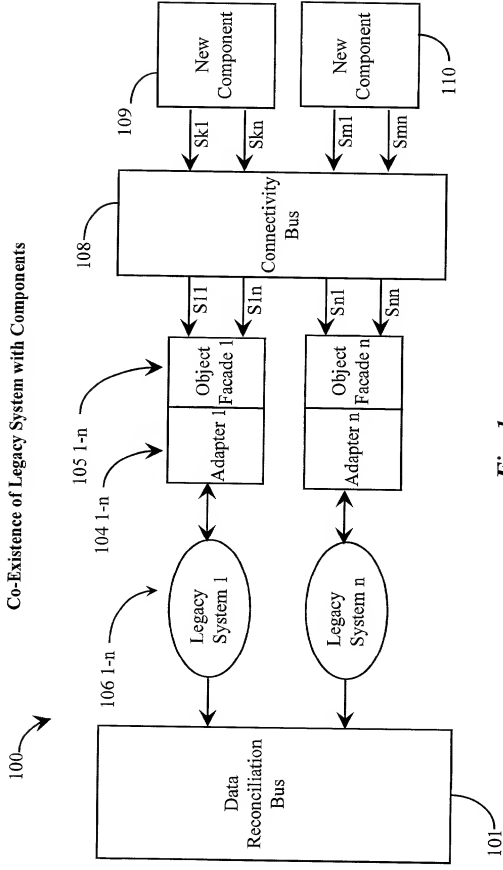 Co-Existence of Legacy System with Components
100
106 1-n
104 1-n
105 1-n
108
109
Data
Reconciliation
Bus
Legacy
System 1
Adapter 1
Object
Facade 1
S11
S1n
Connectivity
Bus
Sk1
Skn
New
Component
Legacy
System n
Adapter n
Object
Facade n
Sn1
Snn
Sm1
Smn
New
Component
101
110